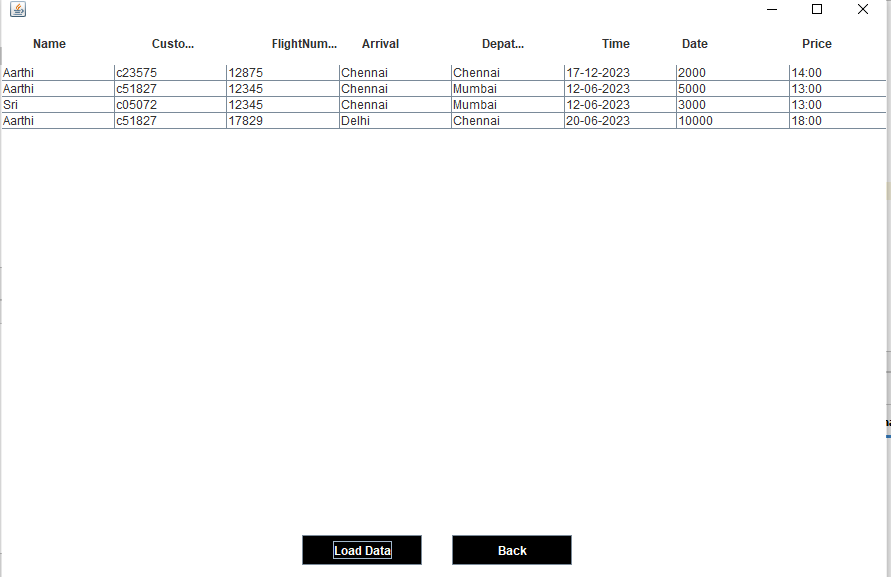 Name Custo... FlightNum... Arrival Depat... Time Date Price
Aarthi c23575 12875 Chennai Chennai 17-12-2023 2000 14:00
Aarthi c51827 12345 Chennai Mumbai 12-06-2023 5000 13:00
Sri c05072 12345 Chennai Mumbai 12-06-2023 3000 13:00
Aarthi c51827 17829 Delhi Chennai 20-06-2023 10000 18:00
Load Data Back